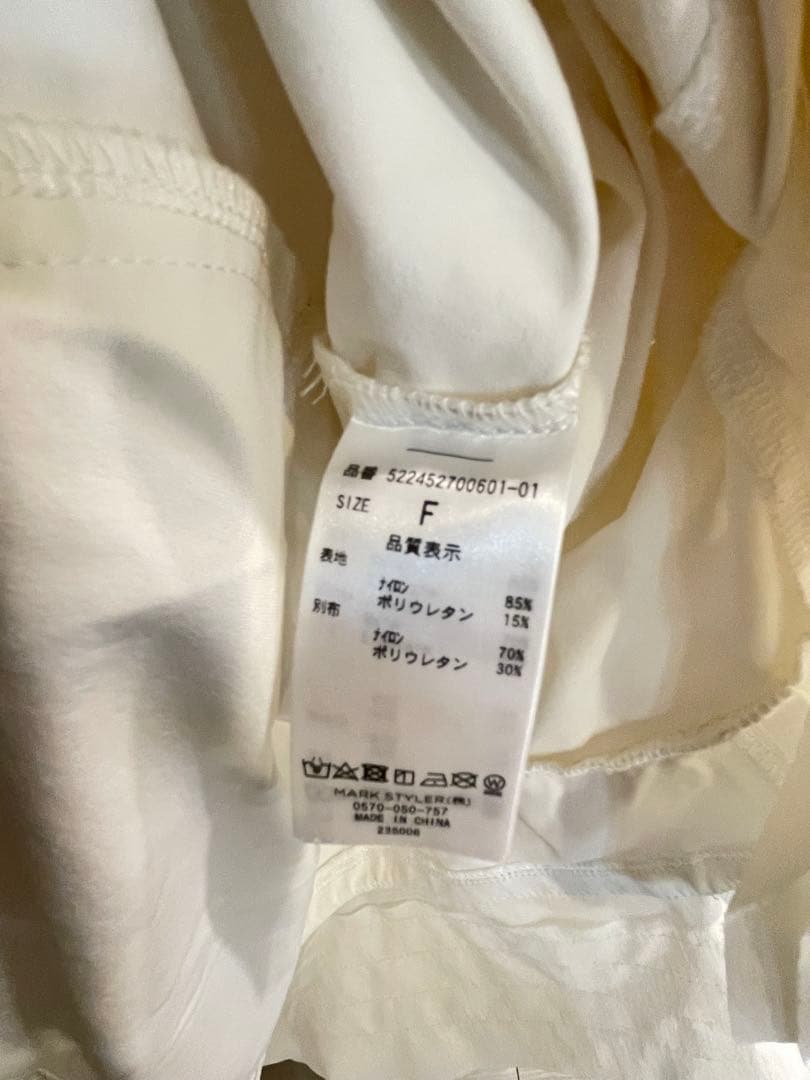 品番 522452700601-01
SIZE F
品質表示
表地
ナイロン 85%
ポリウレタン 15%
別布
ナイロン 70%
ポリウレタン 30%
MARK STYLER(株)
0570-050-757
MADE IN CHINA
235006